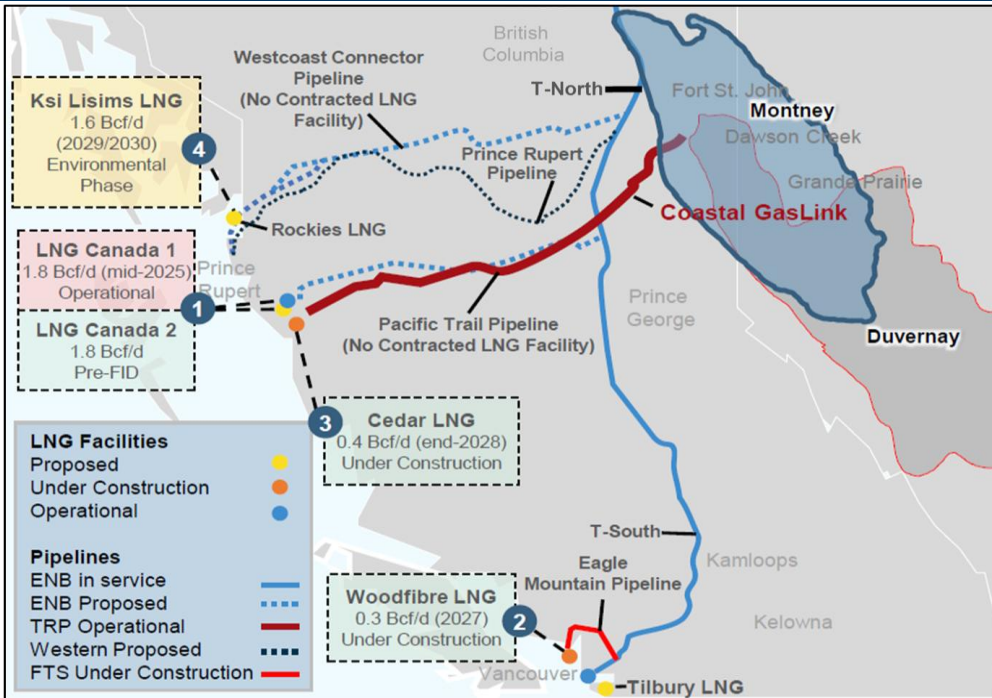 British
Columbia
Westcoast Connector
Pipeline
(No Contracted LNG
Facility)
T-North
Fort St. John
Montney
Dawson Creek
Grande Prairie
Ksi Lisims LNG
1.6 Bcf/d
(2029/2030)
Environmental
Phase
4
Prince Rupert
Pipeline
Coastal GasLink
Rockies LNG
LNG Canada 1
1.8 Bcf/d (mid-2025)
Operational
Prince
Rupert
1
LNG Canada 2
1.8 Bcf/d
Pre-FID
Prince
George
Pacific Trail Pipeline
(No Contracted LNG Facility)
Duvernay
3
Cedar LNG
0.4 Bcf/d (end-2028)
Under Construction
LNG Facilities
Proposed
Under Construction
Operational
Pipelines
ENB in service
ENB Proposed
TRP Operational
Western Proposed
FTS Under Construction
T-South
Kamloops
Eagle
Mountain Pipeline
Woodfibre LNG
0.3 Bcf/d (2027)
Under Construction
2
Kelowna
Vancouver
Tilbury LNG